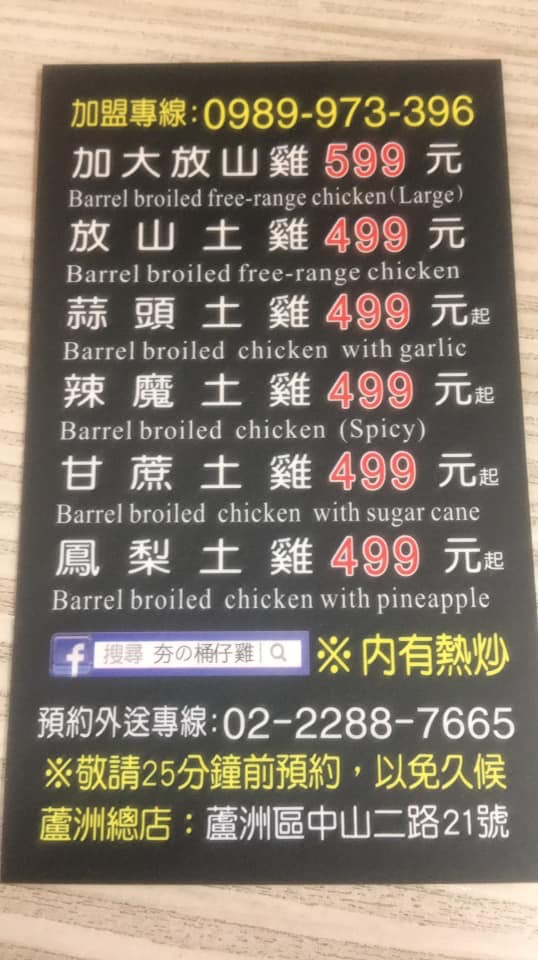 加盟專線:0989-973-396
加大放山雞 599 元
Barrel broiled free-range chicken(Large)
放山土雞 499 元
Barrel broiled free-range chicken
蒜頭土雞 499 元起
Barrel broiled chicken with garlic
辣魔土雞 499 元起
Barrel broiled chicken (Spicy)
甘蔗土雞 499 元起
Barrel broiled chicken with sugar cane
鳳梨土雞 499 元起
Barrel broiled chicken with pineapple
f 搜尋 夯の桶仔雞 ※內有熱炒
預約外送專線:02-2288-7665
※敬請25分鐘前預約，以免久候
蘆洲總店：蘆洲區中山二路21號